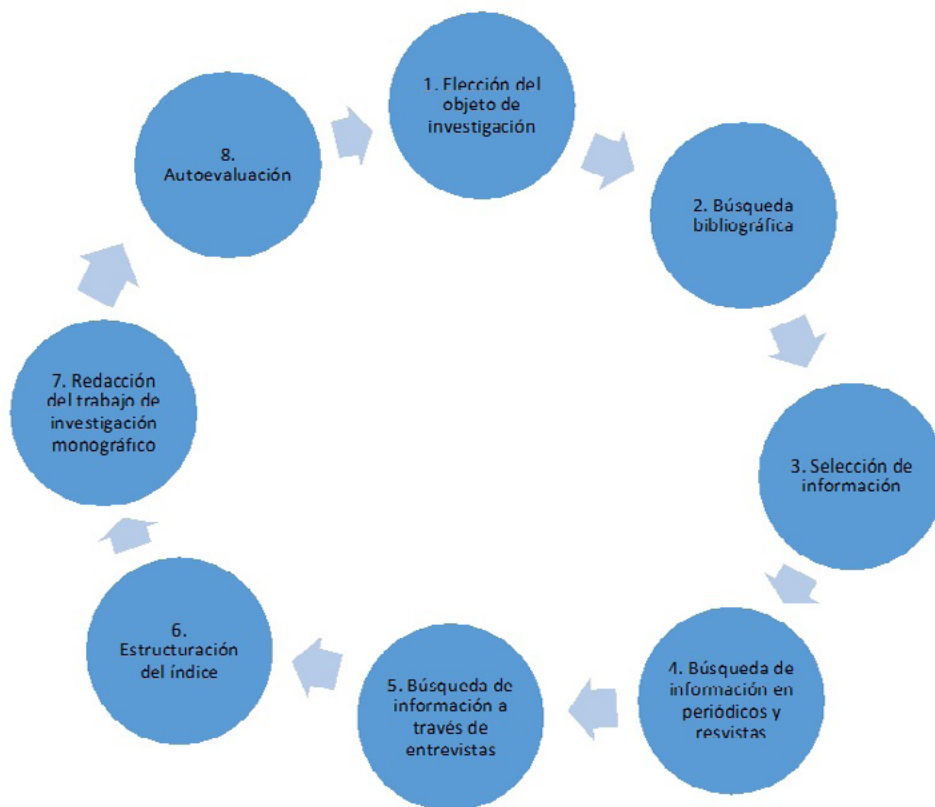 1. Elección del
objeto de
investigación
2. Búsqueda
bibliográfica
3. Selección de
información
4. Búsqueda de
información en
periódicos y
resvistas
5. Búsqueda de
información a
través de
entrevistas
6.
Estructuración
del índice
7. Redacción
del trabajo de
investigación
monográfico
8.
Autoevaluación